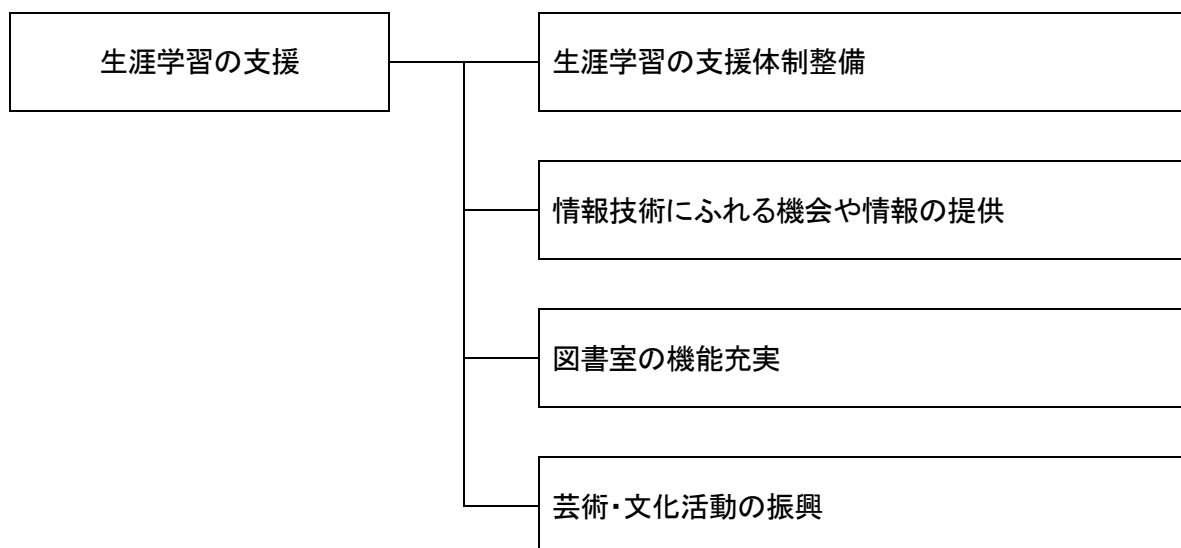 生涯学習の支援
生涯学習の支援体制整備
情報技術にふれる機会や情報の提供
図書室の機能充実
芸術・文化活動の振興